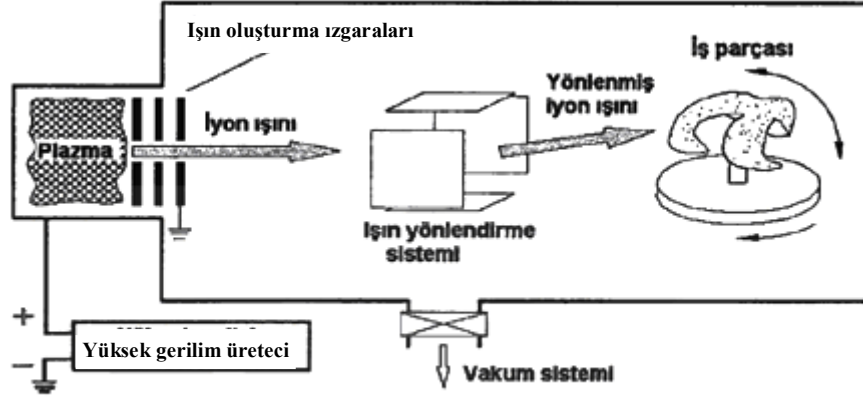 Işın oluşturma ızgaraları
İş parçası
Yönlenmiş
iyon ışını
İyon ışını
Plazma
Işın yönlendirme
sistemi
+
Yüksek gerilim üreteci
–
Vakum sistemi